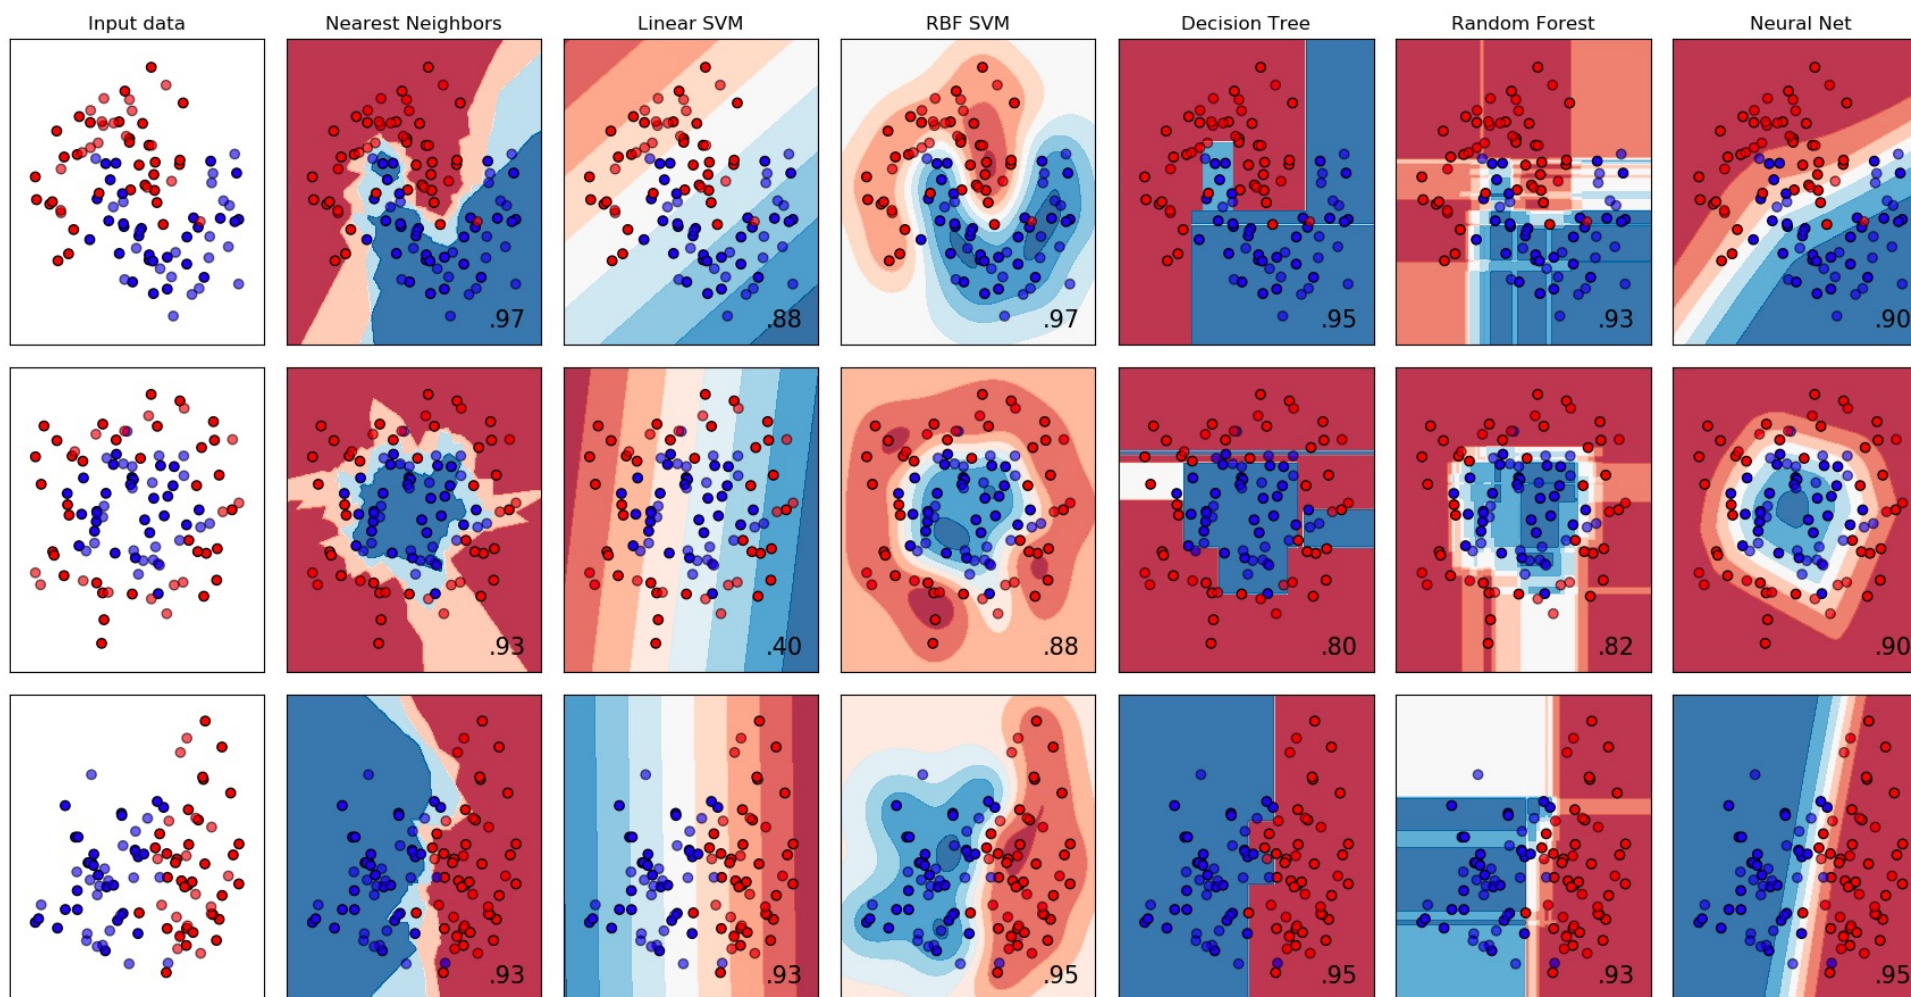 Input data
Nearest Neighbors
Linear SVM
RBF SVM
Decision Tree
Random Forest
Neural Net
.97
.88
.97
.95
.93
.90
.93
.40
.88
.80
.82
.90
.93
.93
.95
.95
.93
.95